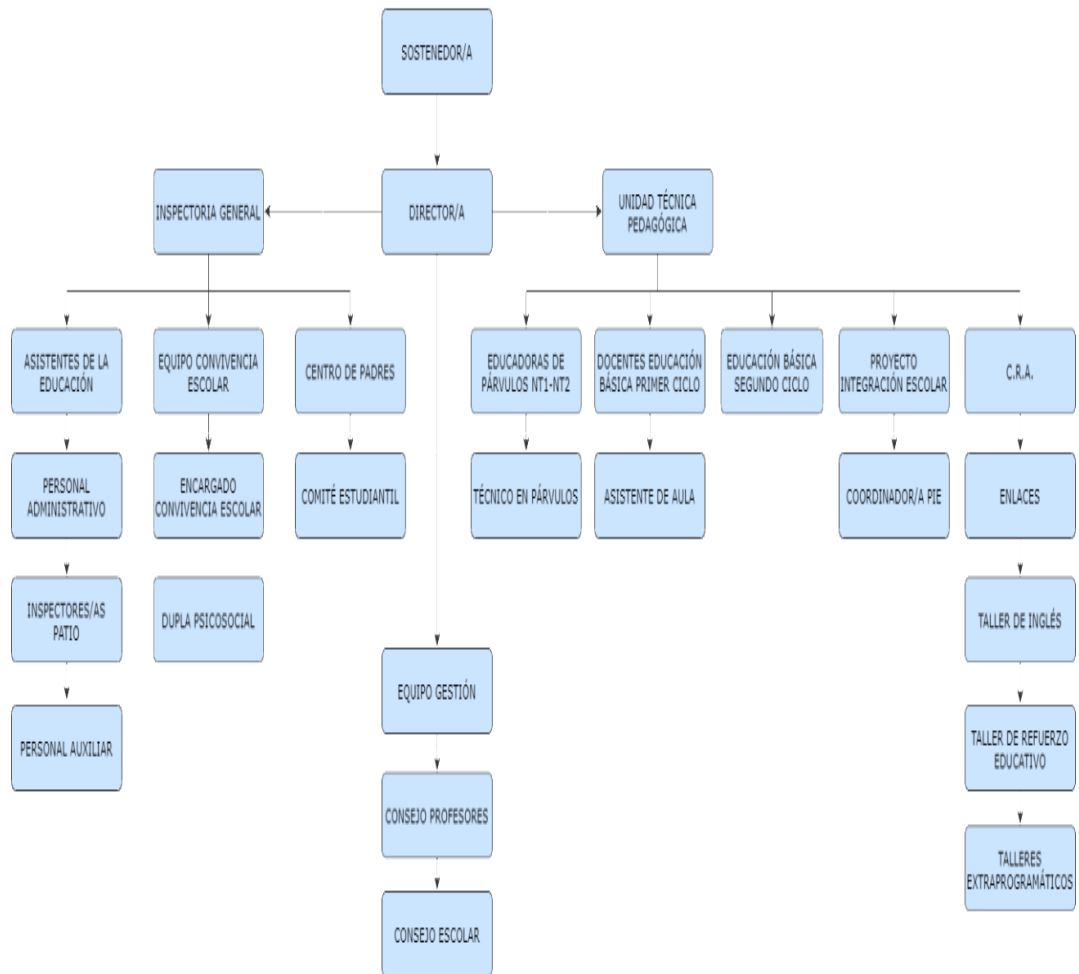 SOSTENEDOR/A
INSPECTORIA GENERAL
DIRECTOR/A
UNIDAD TÉCNICA
PEDAGÓGICA
ASISTENTES DE LA
EDUCACIÓN
EQUIPO CONVIVENCIA
ESCOLAR
CENTRO DE PADRES
EDUCADORAS DE
PÁRVULOS NT1-NT2
DOCENTES EDUCACIÓN
BÁSICA PRIMER CICLO
EDUCACIÓN BÁSICA
SEGUNDO CICLO
PROYECTO
INTEGRACIÓN ESCOLAR
C.R.A.
PERSONAL
ADMINISTRATIVO
ENCARGADO
CONVIVENCIA ESCOLAR
COMITÉ ESTUDIANTIL
TÉCNICO EN PÁRVULOS
ASISTENTE DE AULA
COORDINADOR/A PIE
ENLACES
INSPECTORES/AS
PATIO
DUPLA PSICOSOCIAL
TALLER DE INGLÉS
EQUIPO GESTIÓN
PERSONAL AUXILIAR
TALLER DE REFUERZO
EDUCATIVO
CONSEJO PROFESORES
TALLERES
EXTRAPROGRAMÁTICOS
CONSEJO ESCOLAR